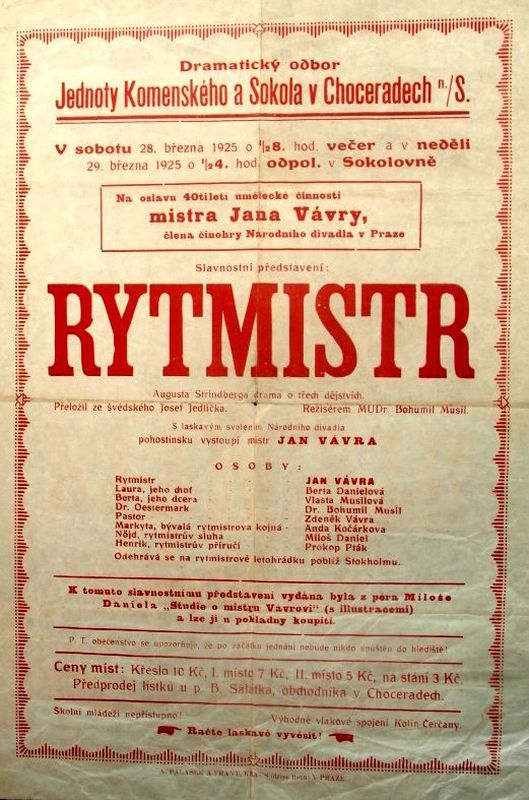 Dramatický odbor
Jednoty Komenského a Sokola v Choceradech n./S.
V sobotu 28. března 1925 o 1/28. hod. večer a v neděli
29. března 1925 o 1/24. hod. odpol. v Sokolovně
Na oslavu 40tileti umělecké činnosti
mistra Jana Vávry,
člena činohry Národního divadla v Praze
Slavnostní představení:
RYTMISTR
Augusta Strindberga drama o třech dějstvích.
Přeložil ze švédského Josef Jedlička. Režisérem MUDr. Bohumil Musil.
S laskavým svolením Národního divadla
pohostinsku vystoupí mistr JAN VÁVRA
OSOBY:
Rytmistr JAN VÁVRA
Laura, jeho choť Berta Danielová
Berta, jeho dcera Vlasta Musilová
Dr. Oestermark Dr. Bohumil Musil
Pastor Zdeněk Vávra
Markyta, bývalá rytmistrova kojná Anda Kočárkova
Nöjd, rytmistrův sluha Miloš Daniel
Henrik, rytmistrův příručí Prokop Pták
Odehrává se na rytmistrově letohrádku poblíž Stokholmu.
K tomuto slavnostnímu představení vydána byla z péra Miloše
Daniela „Studie o mistru Vávrovi" (s illustracemi)
a lze ji u pokladny koupiti.
P. T. obecenstvo se upozorňuje, že po začátku jednání nebude nikdo vpuštěn do hlediště!
Ceny míst: Křeslo 10 Kč, I. místo 7 Kč, II. místo 5 Kč, na stání 3 Kč.
Předprodej lístků u p. B. Salátka, obchodníka v Choceradech.
Školní mládeži nepřístupno! Výhodné vlakové spojení Kolín-Čerčany.
Račte laskavě vyvěsit!
V PRAZE